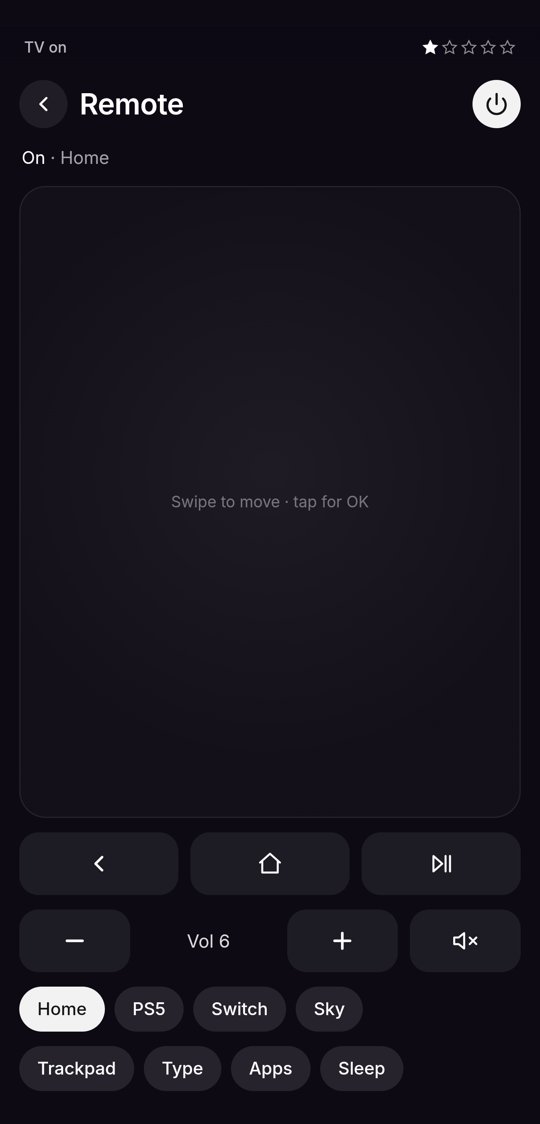 TV on
Remote
On · Home
Swipe to move · tap for OK
Vol 6
Home PS5 Switch Sky
Trackpad Type Apps Sleep